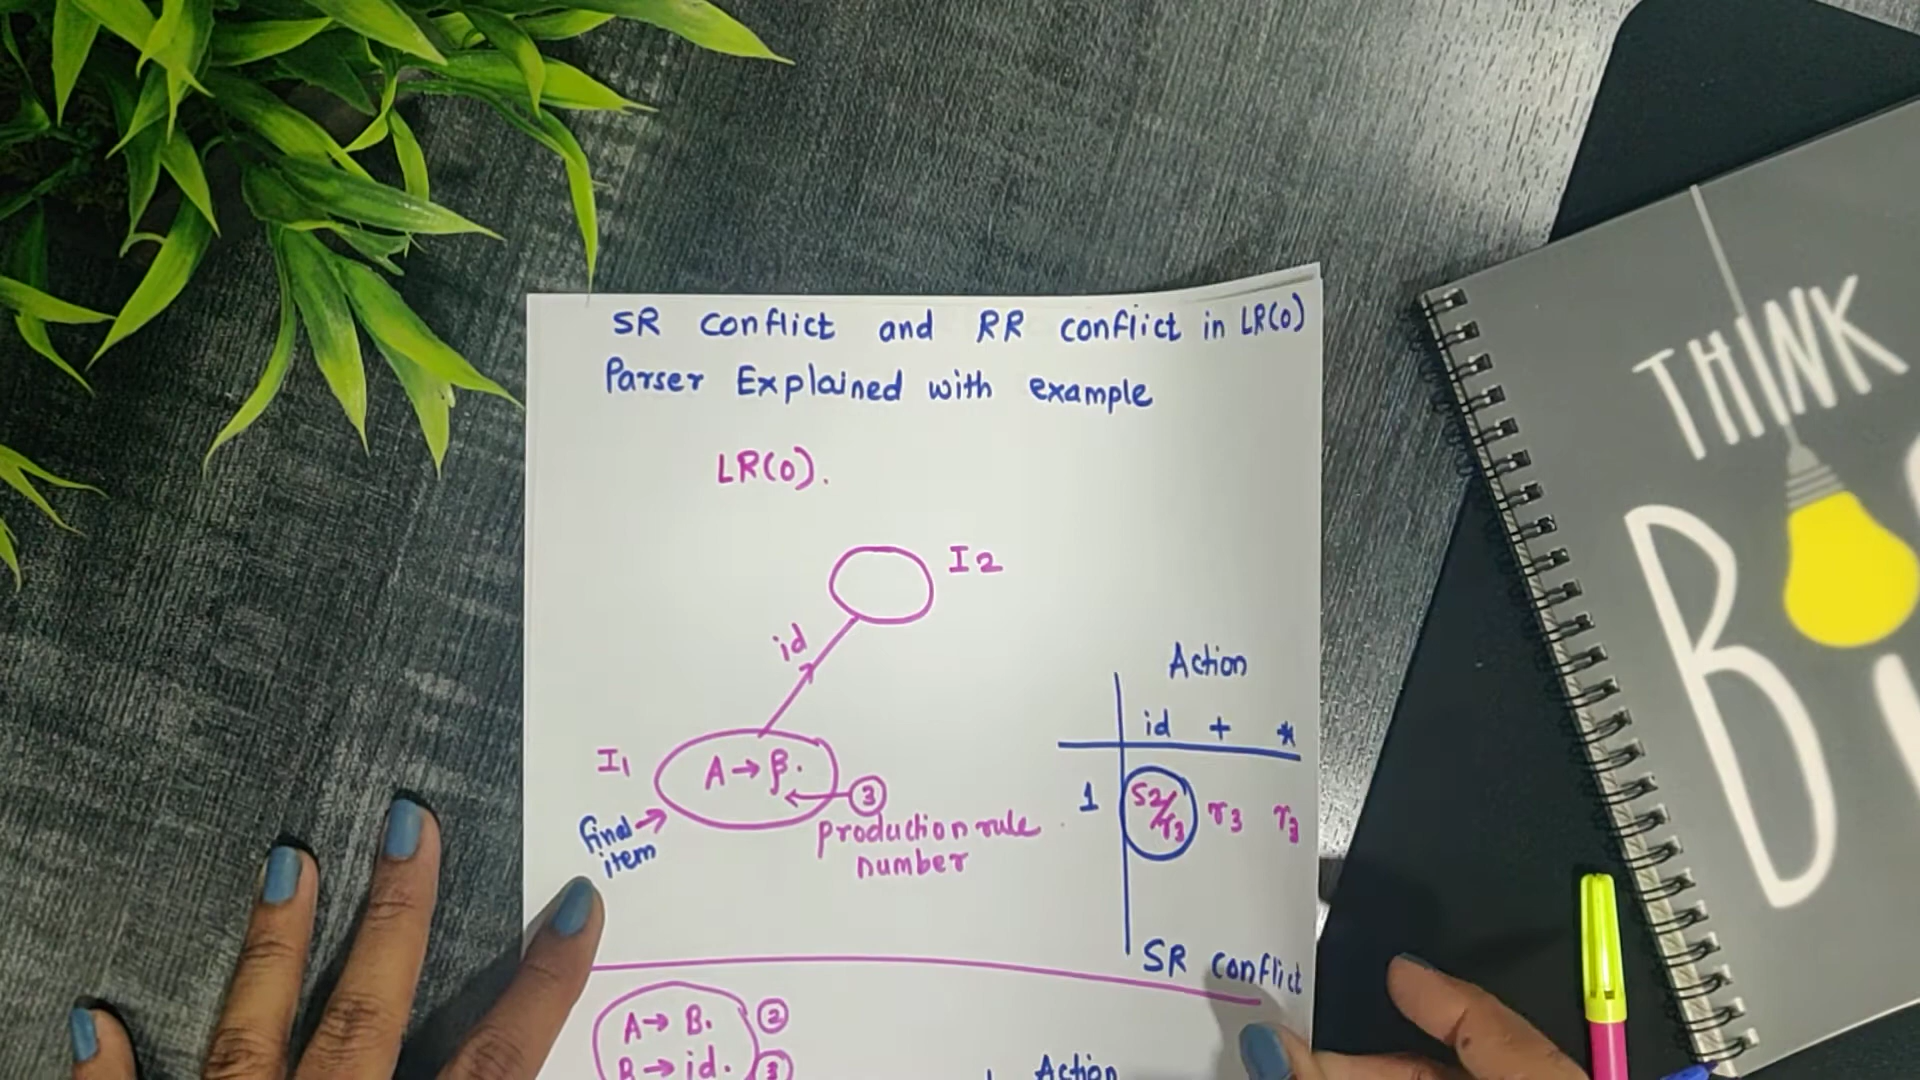 SR conflict and RR conflict in LR(0)
Parser Explained with example
LR(0).
I2
id
I1
A→β.
3
final
item
production rule
number
Action
id + *
1 S2/r3 r3 r3
SR conflict
A→ B. 2
B→ id. 3
Action
THINK